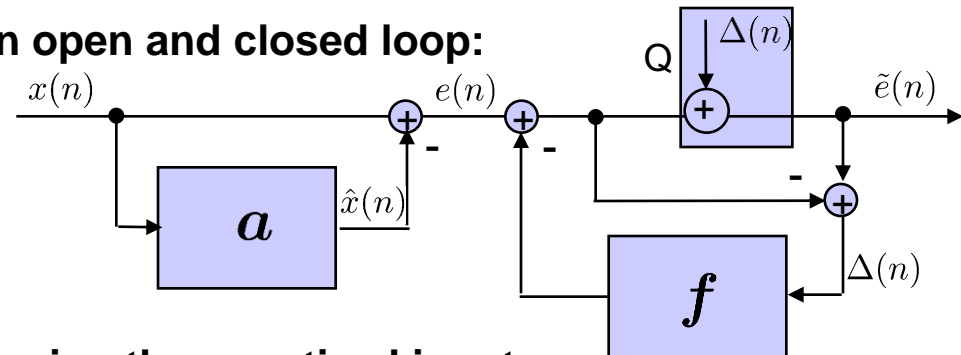 n open and closed loop:
Δ(n)
Q
x(n)
e(n)
ẽ(n)
+
+
+
-
-
-
+
x̂(n)
a
Δ(n)
f